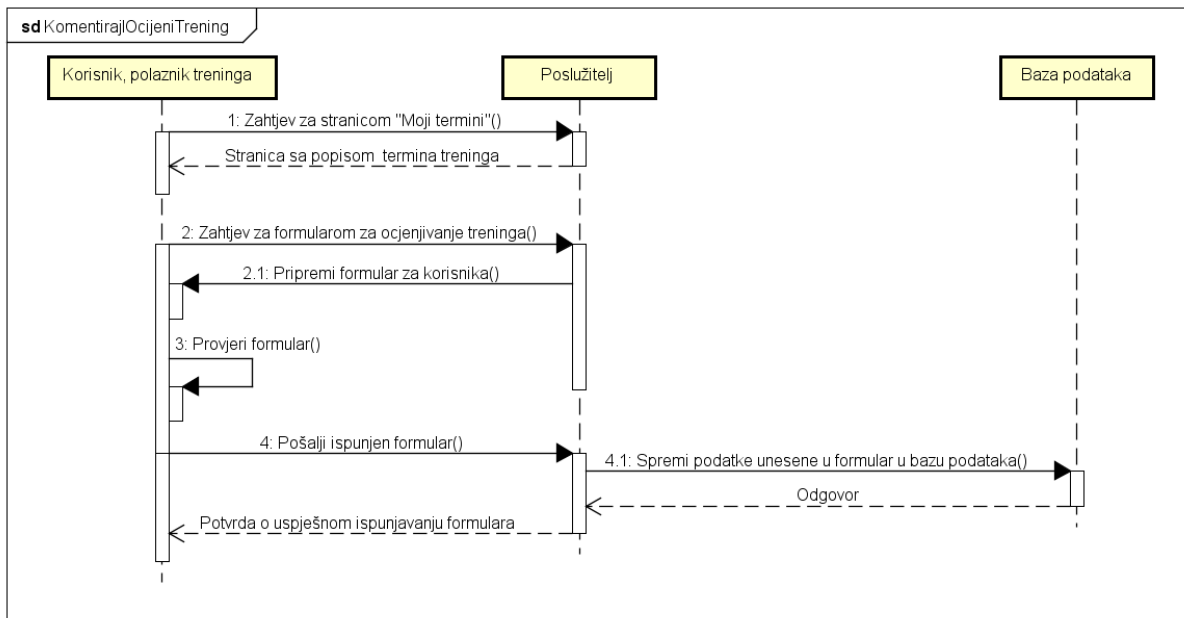 sd KomentirajIOcijeniTrening
Korisnik, polaznik treninga
Poslužitelj
Baza podataka
1: Zahtjev za stranicom "Moji termini"()
Stranica sa popisom termina treninga
2: Zahtjev za formularom za ocjenjivanje treninga()
2.1: Pripremi formular za korisnika()
3: Provjeri formular()
4: Pošalji ispunjen formular()
4.1: Spremi podatke unesene u formular u bazu podataka()
Odgovor
Potvrda o uspješnom ispunjavanju formulara